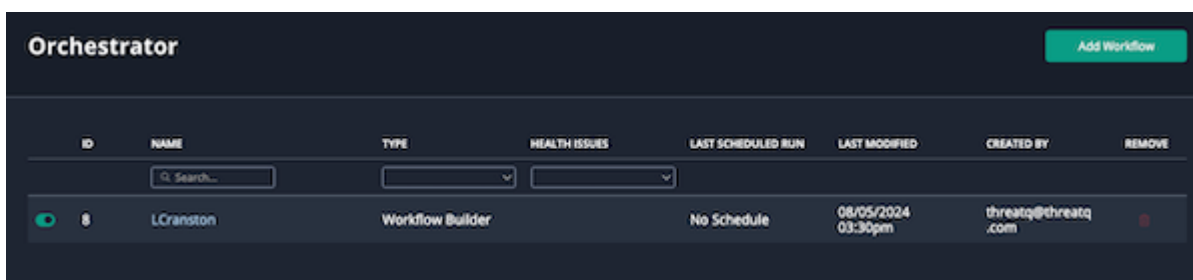 Orchestrator
Add Workflow
ID NAME TYPE HEALTH ISSUES LAST SCHEDULED RUN LAST MODIFIED CREATED BY REMOVE
Search...
8 LCranston Workflow Builder No Schedule 08/05/2024 03:30pm threatq@threatq.com